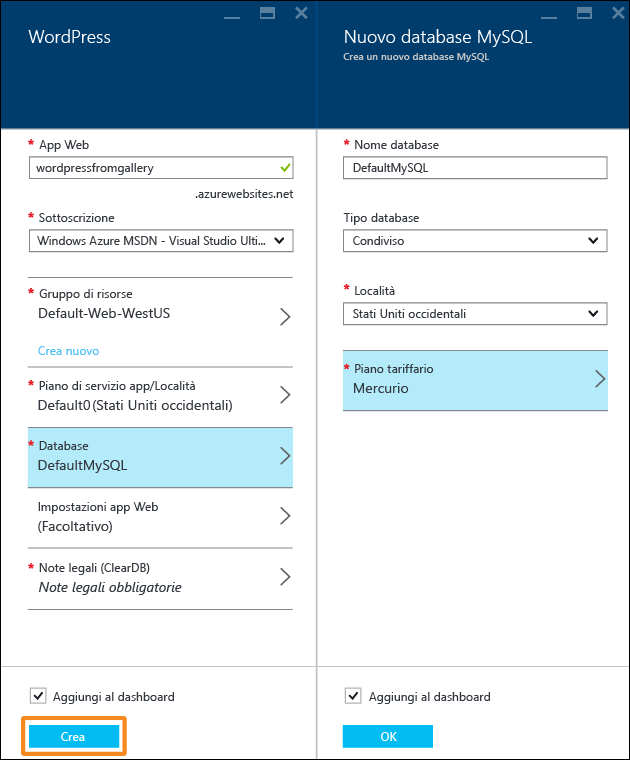 WordPress
* App Web
wordpressfromgallery
.azurewebsites.net
* Sottoscrizione
Windows Azure MSDN - Visual Studio Ulti...
* Gruppo di risorse
Default-Web-WestUS
Crea nuovo
* Piano di servizio app/Località
Default0(Stati Uniti occidentali)
* Database
DefaultMySQL
Impostazioni app Web
(Facoltativo)
* Note legali (ClearDB)
Note legali obbligatorie
Aggiungi al dashboard
Crea
Nuovo database MySQL
Crea un nuovo database MySQL
* Nome database
DefaultMySQL
Tipo database
Condiviso
* Località
Stati Uniti occidentali
* Piano tariffario
Mercurio
Aggiungi al dashboard
OK